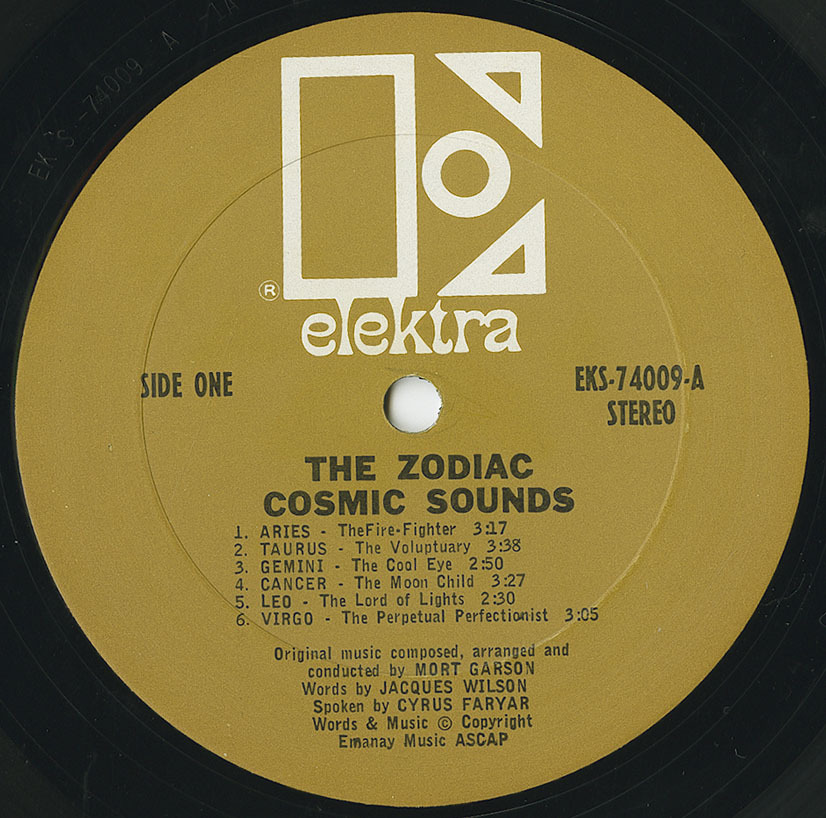 EKS-74009 A -1A
®
elektra
SIDE ONE
EKS-74009-A
STEREO
THE ZODIAC
COSMIC SOUNDS
1. ARIES - TheFire-Fighter 3:17
2. TAURUS - The Voluptuary 3:38
3. GEMINI - The Cool Eye 2:50
4. CANCER - The Moon Child 3:27
5. LEO - The Lord of Lights 2:30
6. VIRGO - The Perpetual Perfectionist 3:05
Original music composed, arranged and
conducted by MORT GARSON
Words by JACQUES WILSON
Spoken by CYRUS FARYAR
Words & Music © Copyright
Emanay Music ASCAP